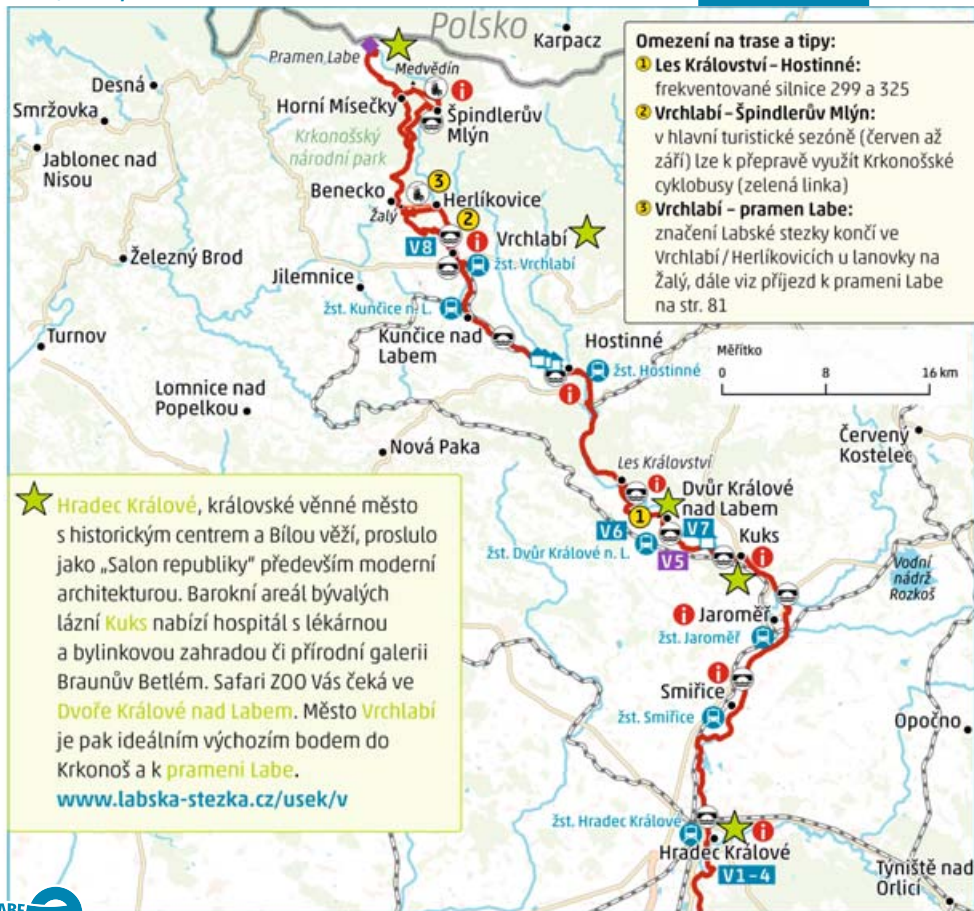 Polsko
Karpacz
Pramen Labe
Medvědín
Desná
Horní Mísečky
Špindlerův
Mlýn
Smržovka
Krkonošský
národní park
Jablonec nad
Nisou
Benecko
3
Herlíkovice
Žalý
2
V8
Vrchlabí
žst. Vrchlabí
Železný Brod
Jilemnice
žst. Kunčice n. L.
Kunčice nad
Labem
Turnov
Hostinné
žst. Hostinné
Lomnice nad
Popelkou
Nová Paka
Omezení na trase a tipy:
1 Les Království – Hostinné:
frekventované silnice 299 a 325
2 Vrchlabí – Špindlerův Mlýn:
v hlavní turistické sezóně (červen až
září) lze k přepravě využít Krkonošské
cyklobusy (zelená linka)
3 Vrchlabí – pramen Labe:
značení Labské stezky končí ve
Vrchlabí / Herlíkovicích u lanovky na
Žalý, dále viz příjezd k prameni Labe
na str. 81
Měřítko
0 8 16 km
Červený
Kostelec
Les Království
Dvůr Králové
nad Labem
1
V6
V7
žst. Dvůr Králové n. L.
V5
Kuks
Vodní
nádrž
Rozkoš
Jaroměř
žst. Jaroměř
Smiřice
žst. Smiřice
Opočno
žst. Hradec Králové
Hradec Králové
V1–4
Týniště nad
Orlicí
Hradec Králové, královské věnné město
s historickým centrem a Bílou věží, proslulo
jako „Salon republiky" především moderní
architekturou. Barokní areál bývalých
lázní Kuks nabízí hospitál s lékárnou
a bylinkovou zahradou či přírodní galerii
Braunův Betlém. Safari ZOO Vás čeká ve
Dvoře Králové nad Labem. Město Vrchlabí
je pak ideálním výchozím bodem do
Krkonoš a k prameni Labe.
www.labska-stezka.cz/usek/v